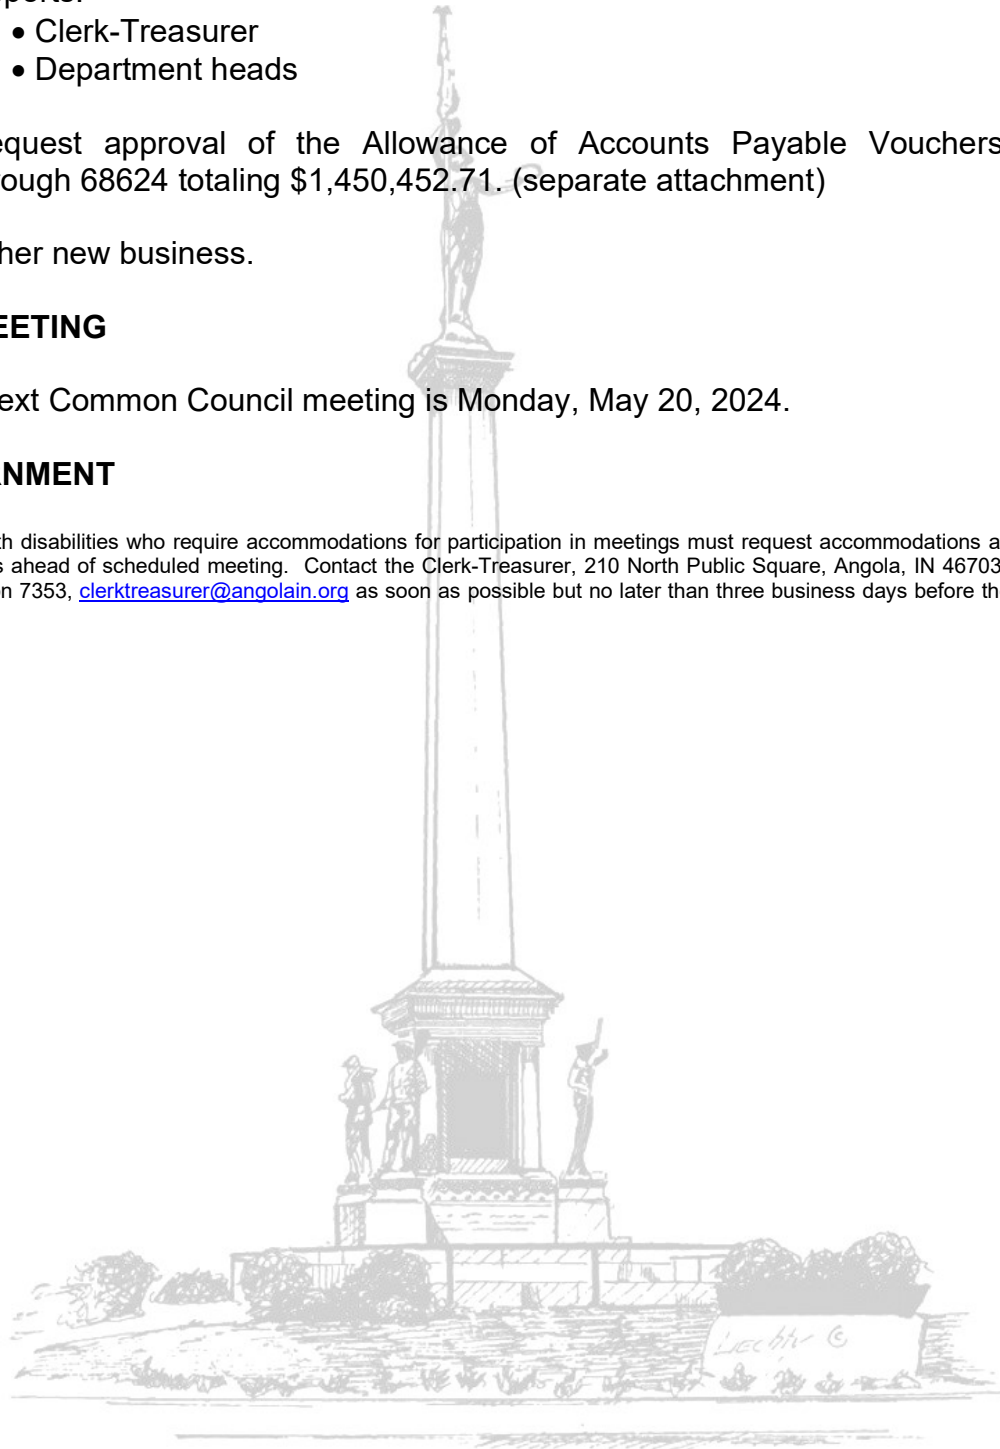 ports:
• Clerk-Treasurer
• Department heads
equest approval of the Allowance of Accounts Payable Vouchers
rough 68624 totaling $1,450,452.71. (separate attachment)
her new business.
EETING
ext Common Council meeting is Monday, May 20, 2024.
RNMENT
th disabilities who require accommodations for participation in meetings must request accommodations a
s ahead of scheduled meeting. Contact the Clerk-Treasurer, 210 North Public Square, Angola, IN 46703
on 7353, clerktreasurer@angolain.org as soon as possible but no later than three business days before th